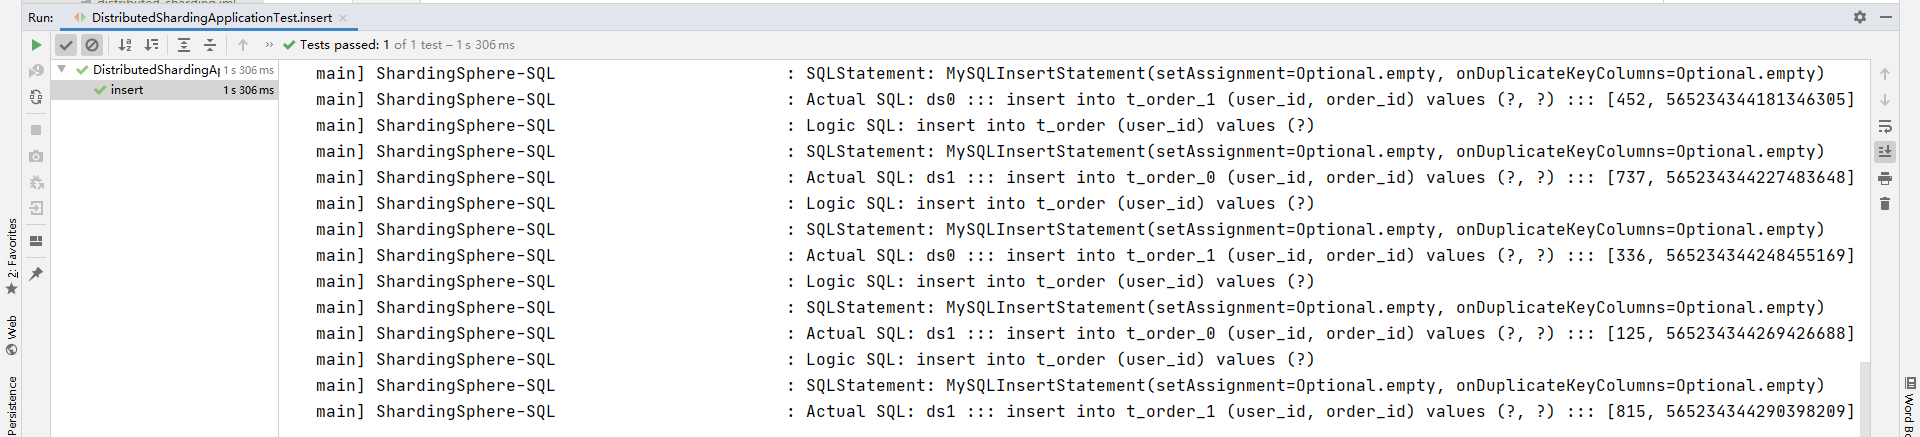 Run: DistributedShardingApplicationTest.insert
Tests passed: 1 of 1 test – 1 s 306 ms
DistributedShardingAp 1 s 306 ms
insert 1 s 306 ms
main] ShardingSphere-SQL : SQLStatement: MySQLInsertStatement(setAssignment=Optional.empty, onDuplicateKeyColumns=Optional.empty)
main] ShardingSphere-SQL : Actual SQL: ds0 ::: insert into t_order_1 (user_id, order_id) values (?, ?) ::: [452, 565234344181346305]
main] ShardingSphere-SQL : Logic SQL: insert into t_order (user_id) values (?)
main] ShardingSphere-SQL : SQLStatement: MySQLInsertStatement(setAssignment=Optional.empty, onDuplicateKeyColumns=Optional.empty)
main] ShardingSphere-SQL : Actual SQL: ds1 ::: insert into t_order_0 (user_id, order_id) values (?, ?) ::: [737, 565234344227483648]
main] ShardingSphere-SQL : Logic SQL: insert into t_order (user_id) values (?)
main] ShardingSphere-SQL : SQLStatement: MySQLInsertStatement(setAssignment=Optional.empty, onDuplicateKeyColumns=Optional.empty)
main] ShardingSphere-SQL : Actual SQL: ds0 ::: insert into t_order_1 (user_id, order_id) values (?, ?) ::: [336, 565234344248455169]
main] ShardingSphere-SQL : Logic SQL: insert into t_order (user_id) values (?)
main] ShardingSphere-SQL : SQLStatement: MySQLInsertStatement(setAssignment=Optional.empty, onDuplicateKeyColumns=Optional.empty)
main] ShardingSphere-SQL : Actual SQL: ds1 ::: insert into t_order_0 (user_id, order_id) values (?, ?) ::: [125, 565234344269426688]
main] ShardingSphere-SQL : Logic SQL: insert into t_order (user_id) values (?)
main] ShardingSphere-SQL : SQLStatement: MySQLInsertStatement(setAssignment=Optional.empty, onDuplicateKeyColumns=Optional.empty)
main] ShardingSphere-SQL : Actual SQL: ds1 ::: insert into t_order_1 (user_id, order_id) values (?, ?) ::: [815, 565234344290398209]
2: Favorites
Web
Persistence
Word